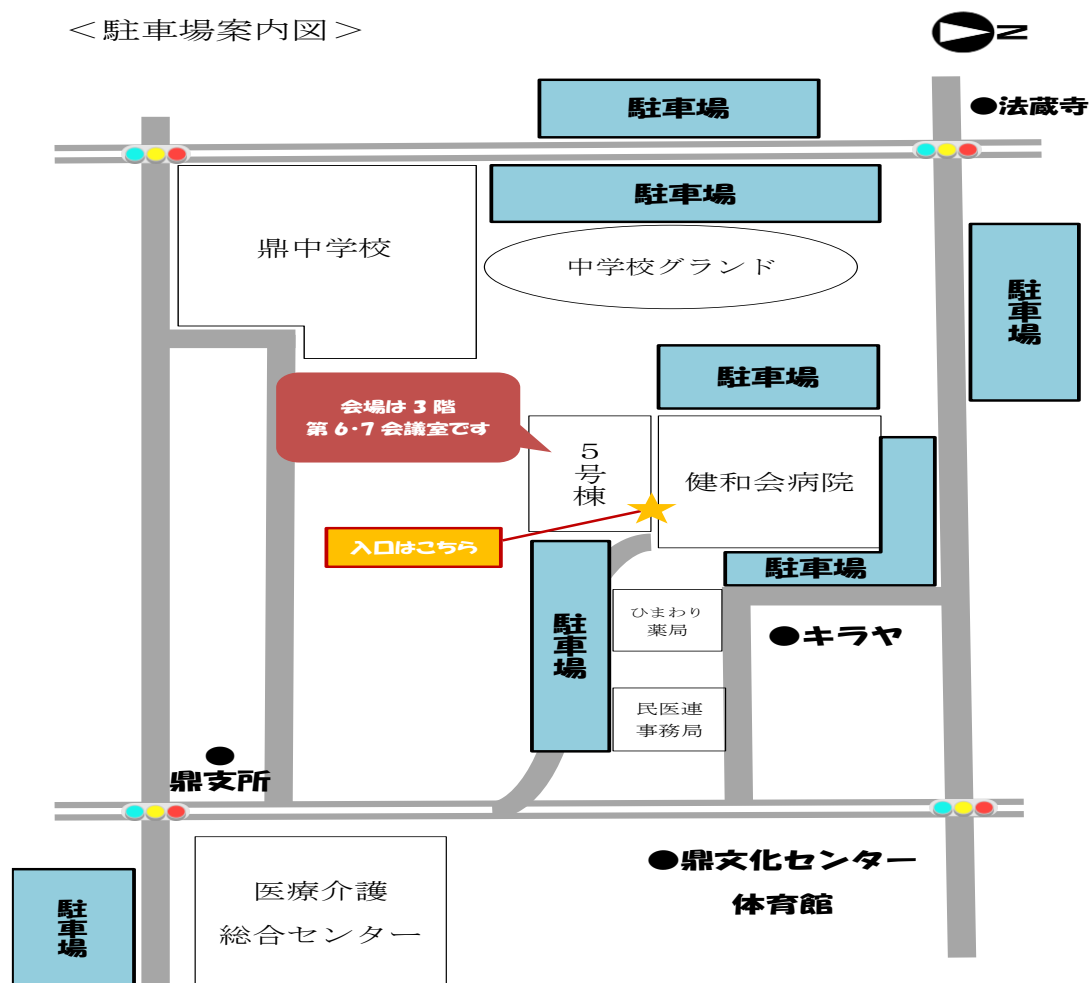 ＜駐車場案内図＞
N
駐車場
●法蔵寺
駐車場
鼎中学校
中学校グランド
駐車場
駐車場
会場は３階
第６・７会議室です
５号棟
健和会病院
入口はこちら
駐車場
ひまわり
薬局
駐車場
●キラヤ
民医連
事務局
●
鼎支所
●鼎文化センター
体育館
医療介護
総合センター
駐車場